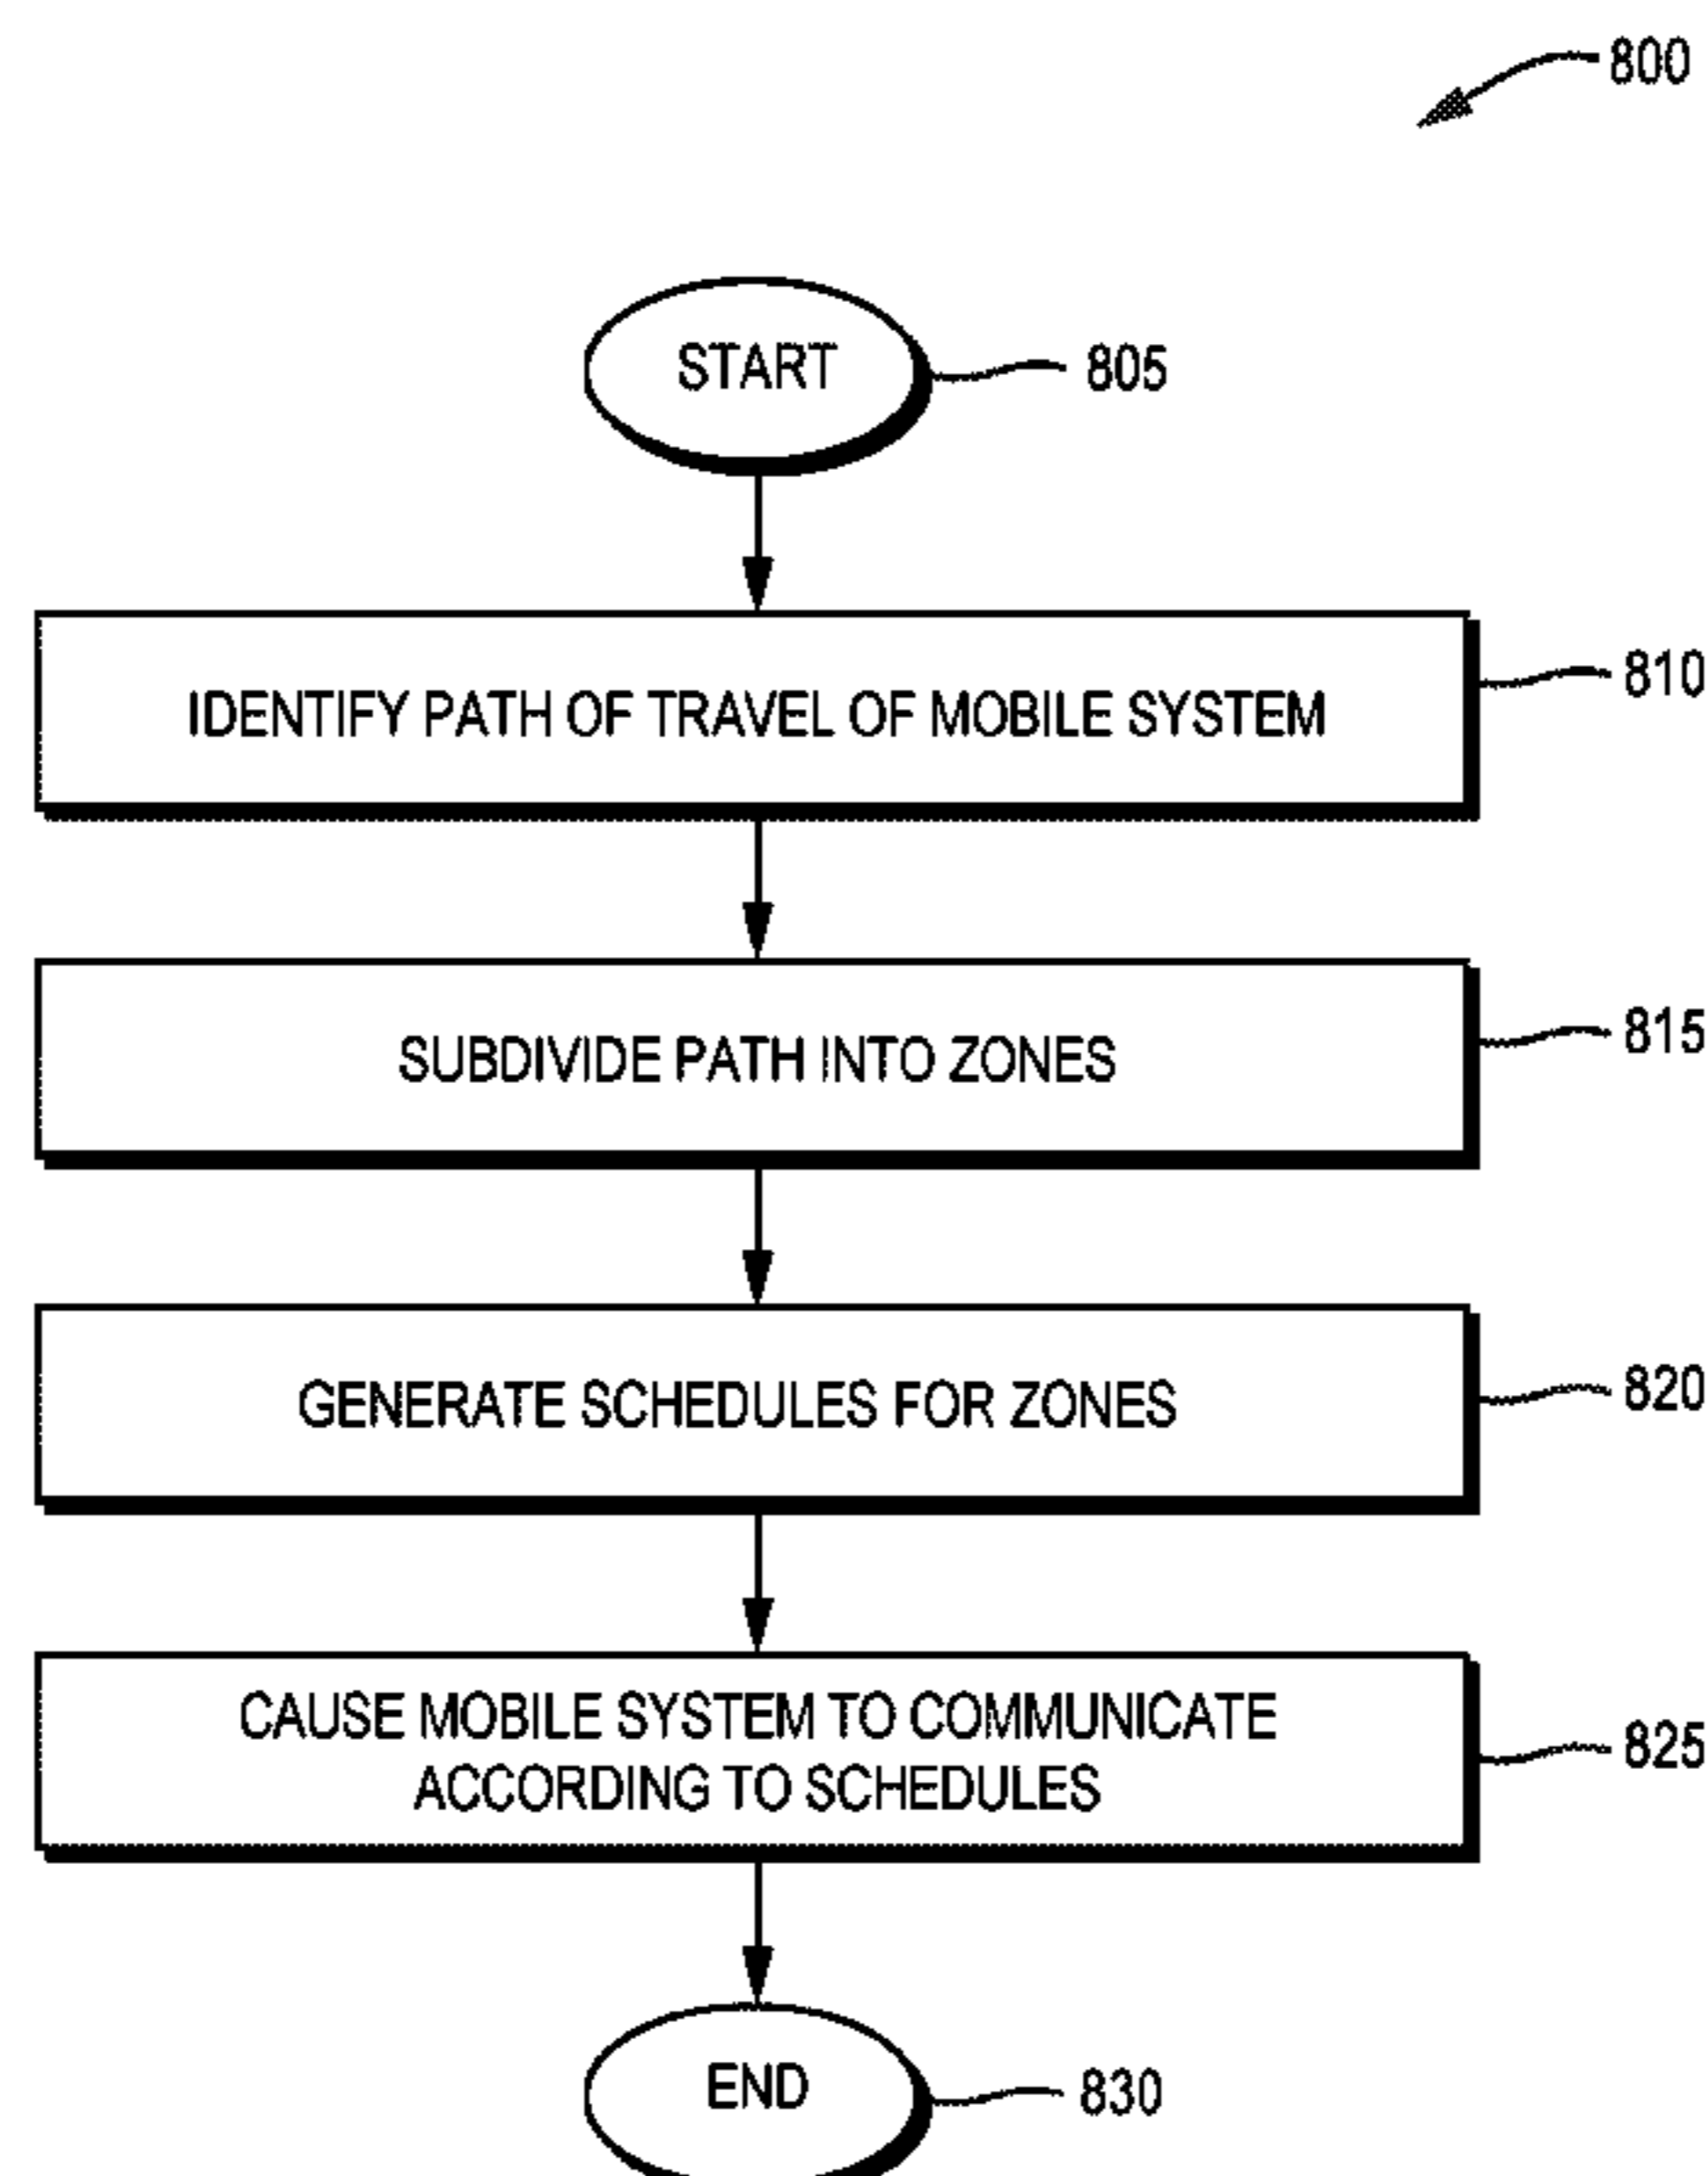 800
START
805
IDENTIFY PATH OF TRAVEL OF MOBILE SYSTEM
810
SUBDIVIDE PATH INTO ZONES
815
GENERATE SCHEDULES FOR ZONES
820
CAUSE MOBILE SYSTEM TO COMMUNICATE
ACCORDING TO SCHEDULES
825
END
830